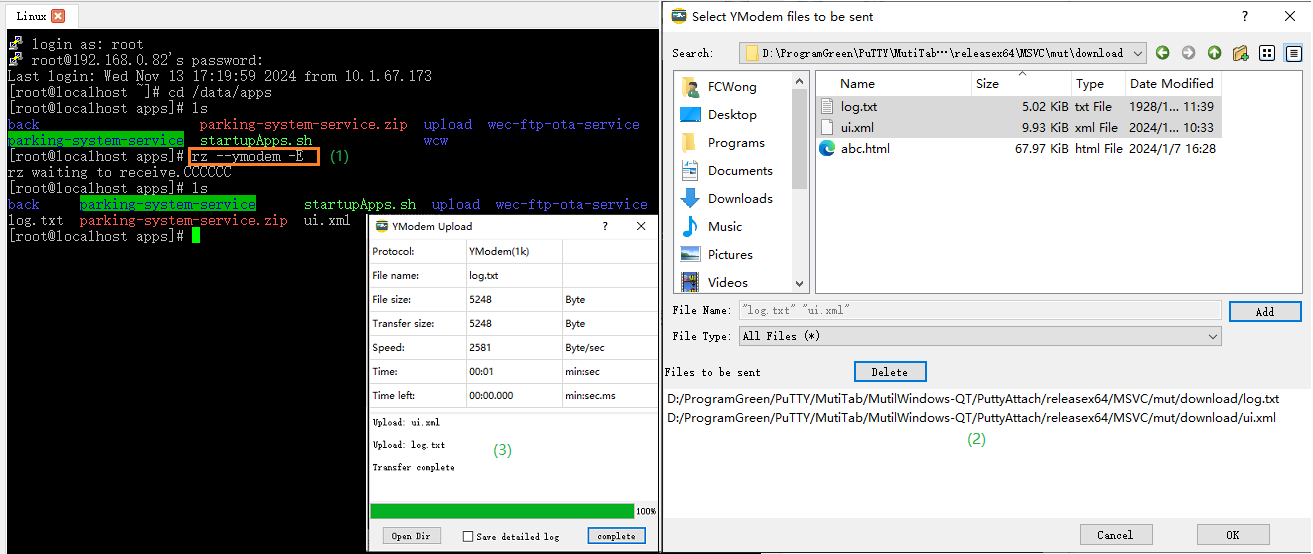 Linux
login as: root
root@192.168.0.82's password:
Last login: Wed Nov 13 17:19:59 2024 from 10.1.67.173
[root@localhost ~]# cd /data/apps
[root@localhost apps]# ls
back parking-system-service.zip upload wec-ftp-ota-service
parking-system-service startupApps.sh wcw
[root@localhost apps]# rz --ymodem -E (1)
rz waiting to receive.CCCCCC
[root@localhost apps]# ls
back parking-system-service startupApps.sh upload wec-ftp-ota-service
log.txt parking-system-service.zip ui.xml
[root@localhost apps]#
YModem Upload ?
Protocol: YModem(1k)
File name: log.txt
File size: 5248 Byte
Transfer size: 5248 Byte
Speed: 2581 Byte/sec
Time: 00:01 min:sec
Time left: 00:00.000 min:sec.ms
Upload: ui.xml
Upload: log.txt
(3)
Transfer complete
100%
Open Dir Save detailed log complete
Select YModem files to be sent ?
Search: D:\ProgramGreen\PuTTY\MutiTab···\releasex64\MSVC\mut\download
FCWong
Desktop
Programs
Documents
Downloads
Music
Pictures
Videos
Name Size Type Date Modified
log.txt 5.02 KiB txt File 1928/1... 11:39
ui.xml 9.93 KiB xml File 2024/1... 10:33
abc.html 67.97 KiB html File 2024/1/7 16:28
File Name: "log.txt" "ui.xml" Add
File Type: All Files (*)
Files to be sent Delete
D:/ProgramGreen/PuTTY/MutiTab/MutilWindows-QT/PuttyAttach/releasex64/MSVC/mut/download/log.txt
D:/ProgramGreen/PuTTY/MutiTab/MutilWindows-QT/PuttyAttach/releasex64/MSVC/mut/download/ui.xml
(2)
Cancel OK